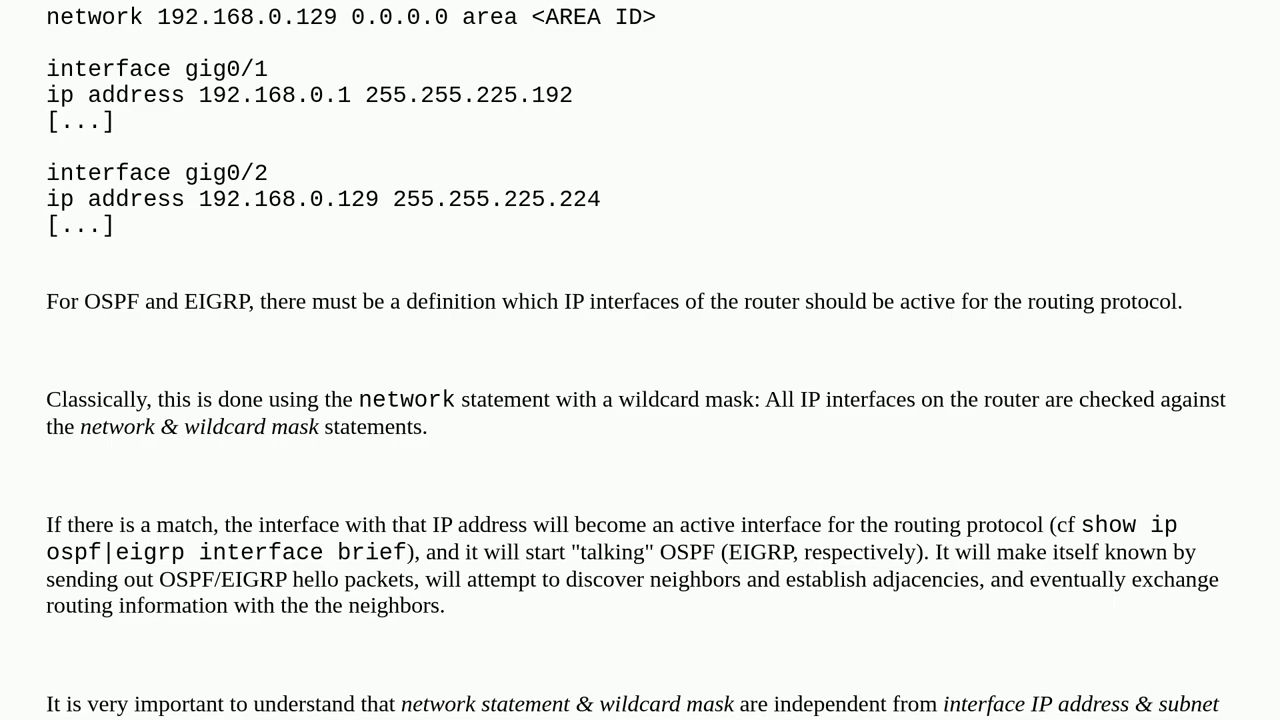 network 192.168.0.129 0.0.0.0 area <AREA ID>
interface gig0/1
ip address 192.168.0.1 255.255.225.192
[...]
interface gig0/2
ip address 192.168.0.129 255.255.225.224
[...]
For OSPF and EIGRP, there must be a definition which IP interfaces of the router should be active for the routing protocol.
Classically, this is done using the network statement with a wildcard mask: All IP interfaces on the router are checked against
the network & wildcard mask statements.
If there is a match, the interface with that IP address will become an active interface for the routing protocol (cf show ip
ospf|eigrp interface brief), and it will start "talking" OSPF (EIGRP, respectively). It will make itself known by
sending out OSPF/EIGRP hello packets, will attempt to discover neighbors and establish adjacencies, and eventually exchange
routing information with the the neighbors.
It is very important to understand that network statement & wildcard mask are independent from interface IP address & subnet